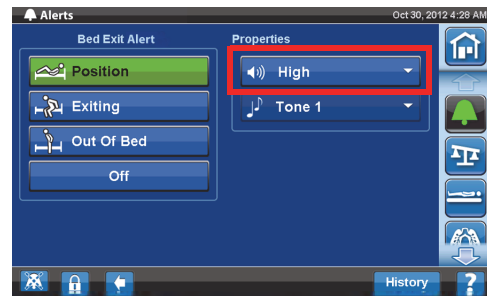 Alerts
Oct 30, 2012 4:28 AM
Bed Exit Alert
Properties
Position
High
Exiting
Tone 1
Out Of Bed
Off
History
?